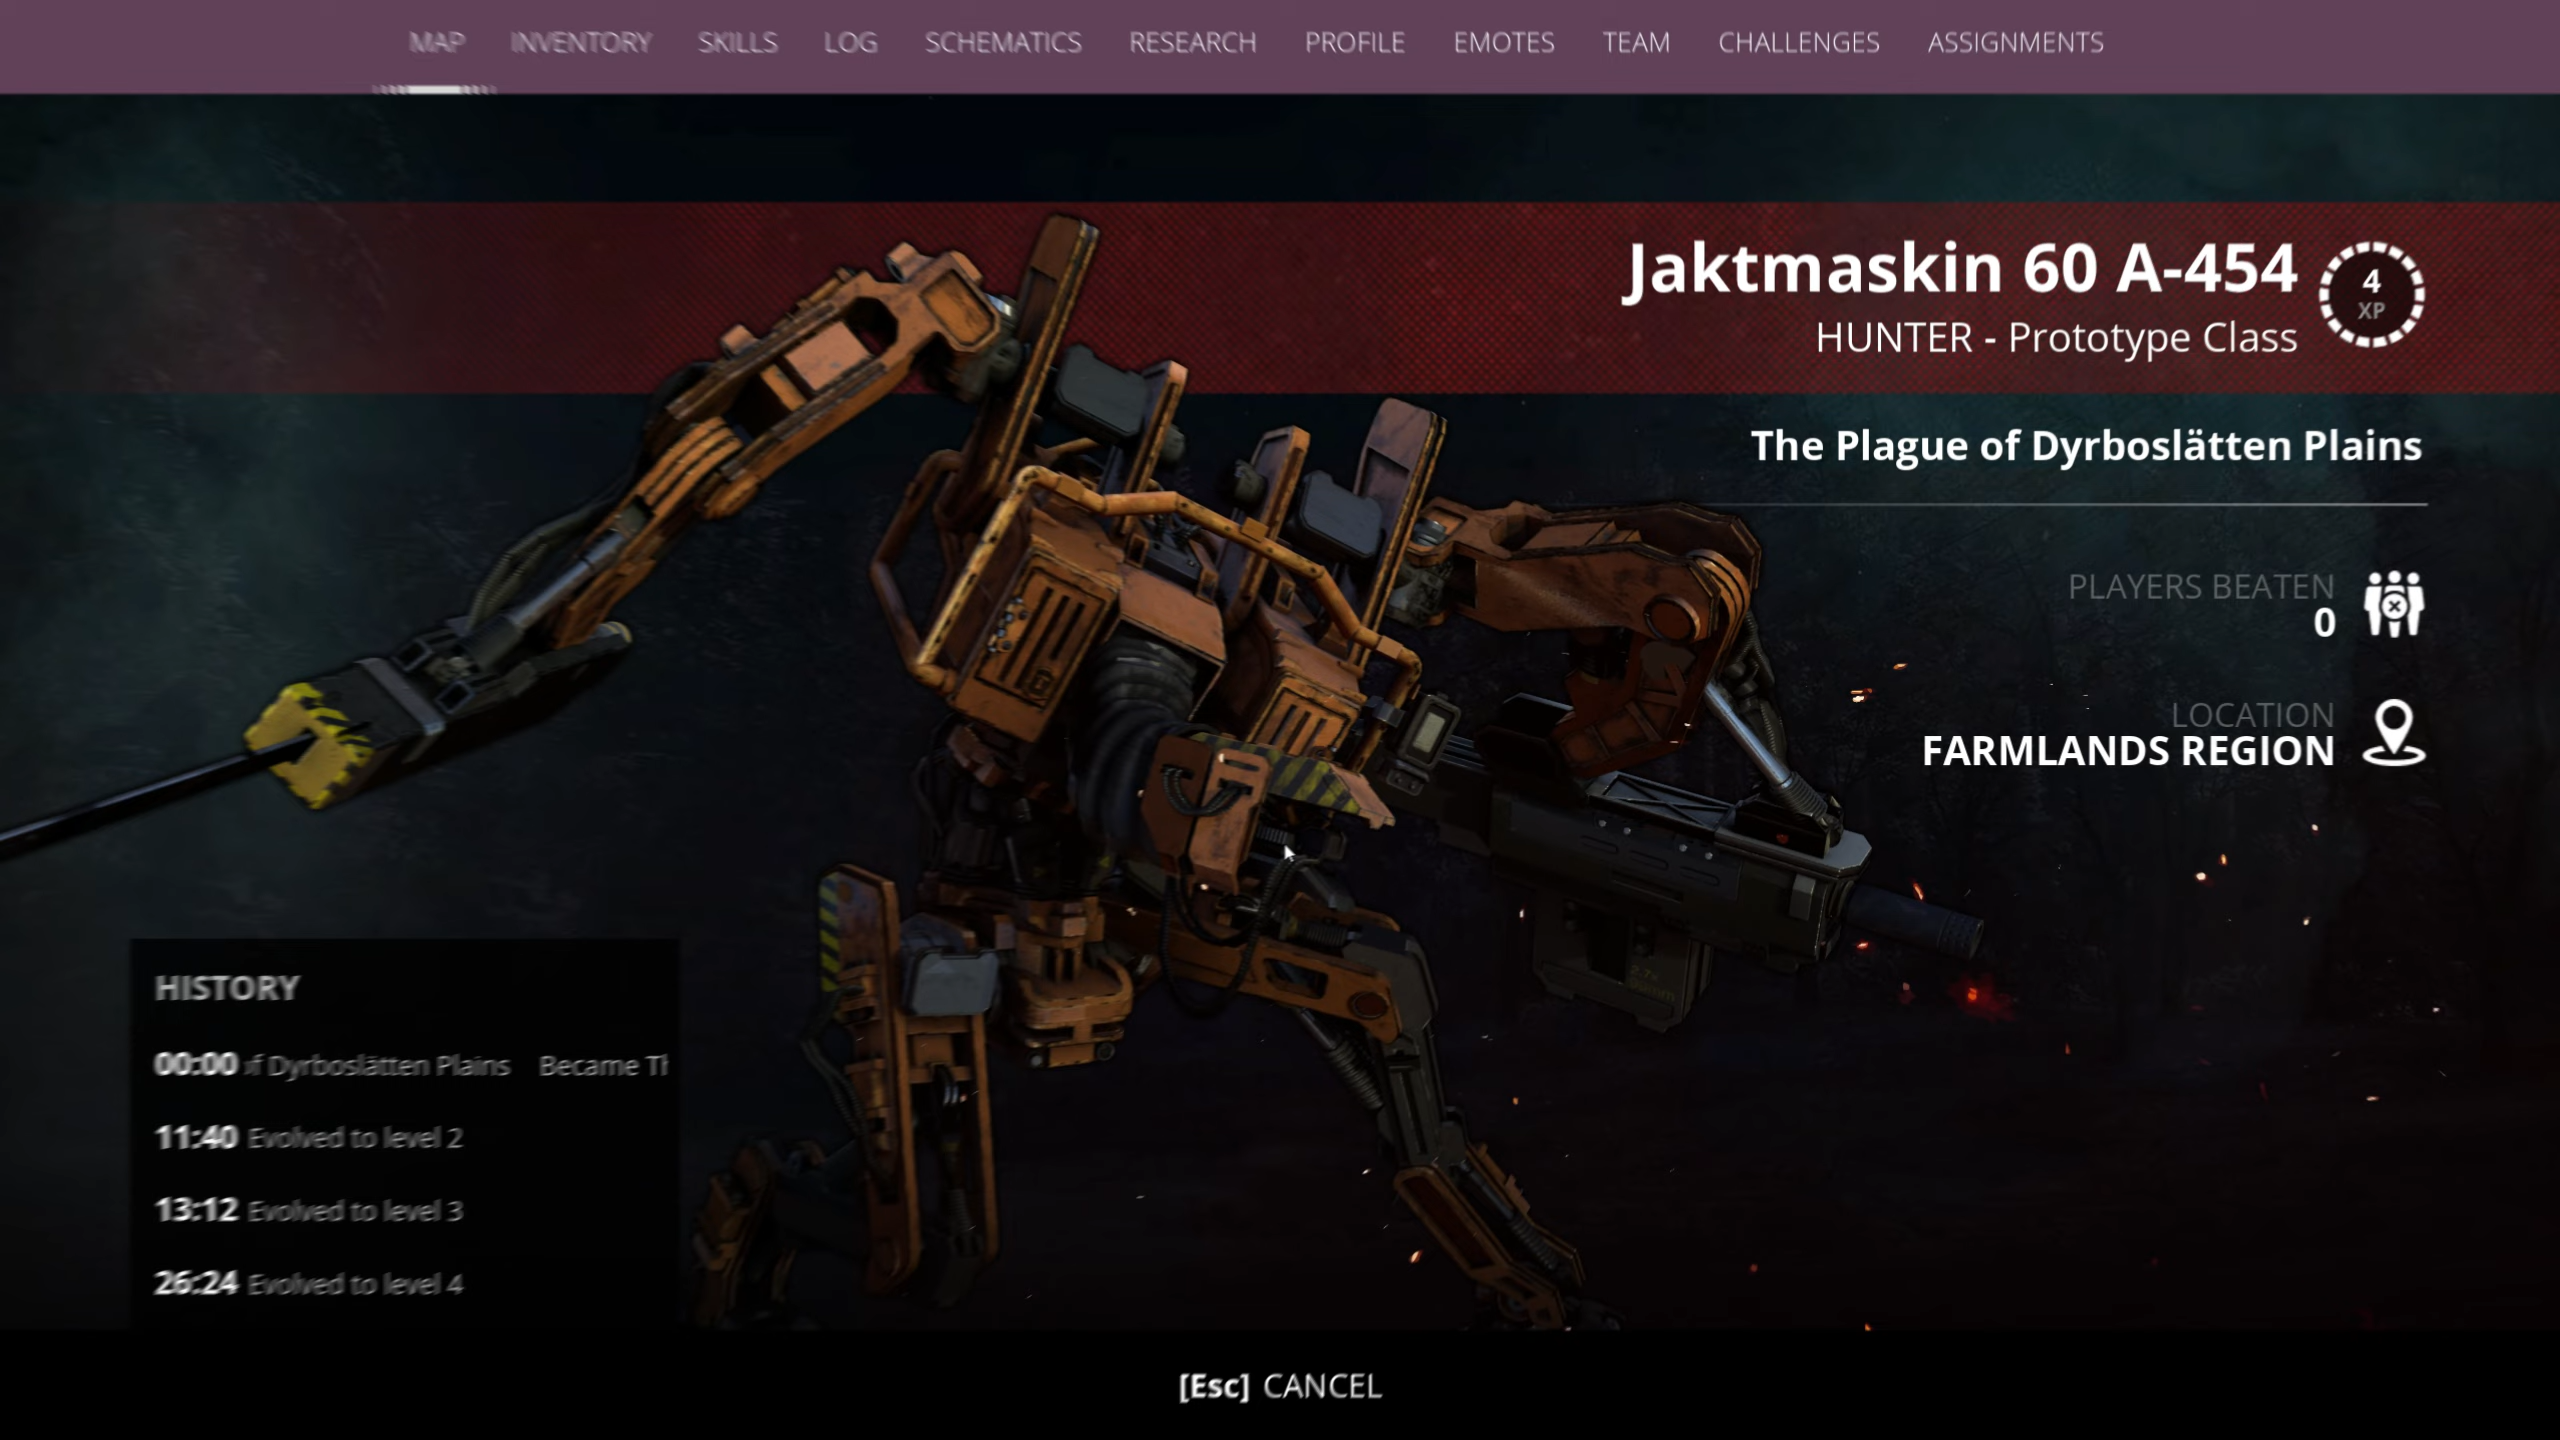 MAP INVENTORY SKILLS LOG SCHEMATICS RESEARCH PROFILE EMOTES TEAM CHALLENGES ASSIGNMENTS
Jaktmaskin 60 A-454
4
XP
HUNTER - Prototype Class
The Plague of Dyrboslätten Plains
PLAYERS BEATEN
0
LOCATION
FARMLANDS REGION
HISTORY
00:00 of Dyrboslätten Plains Became Th
11:40 Evolved to level 2
13:12 Evolved to level 3
26:24 Evolved to level 4
[Esc] CANCEL